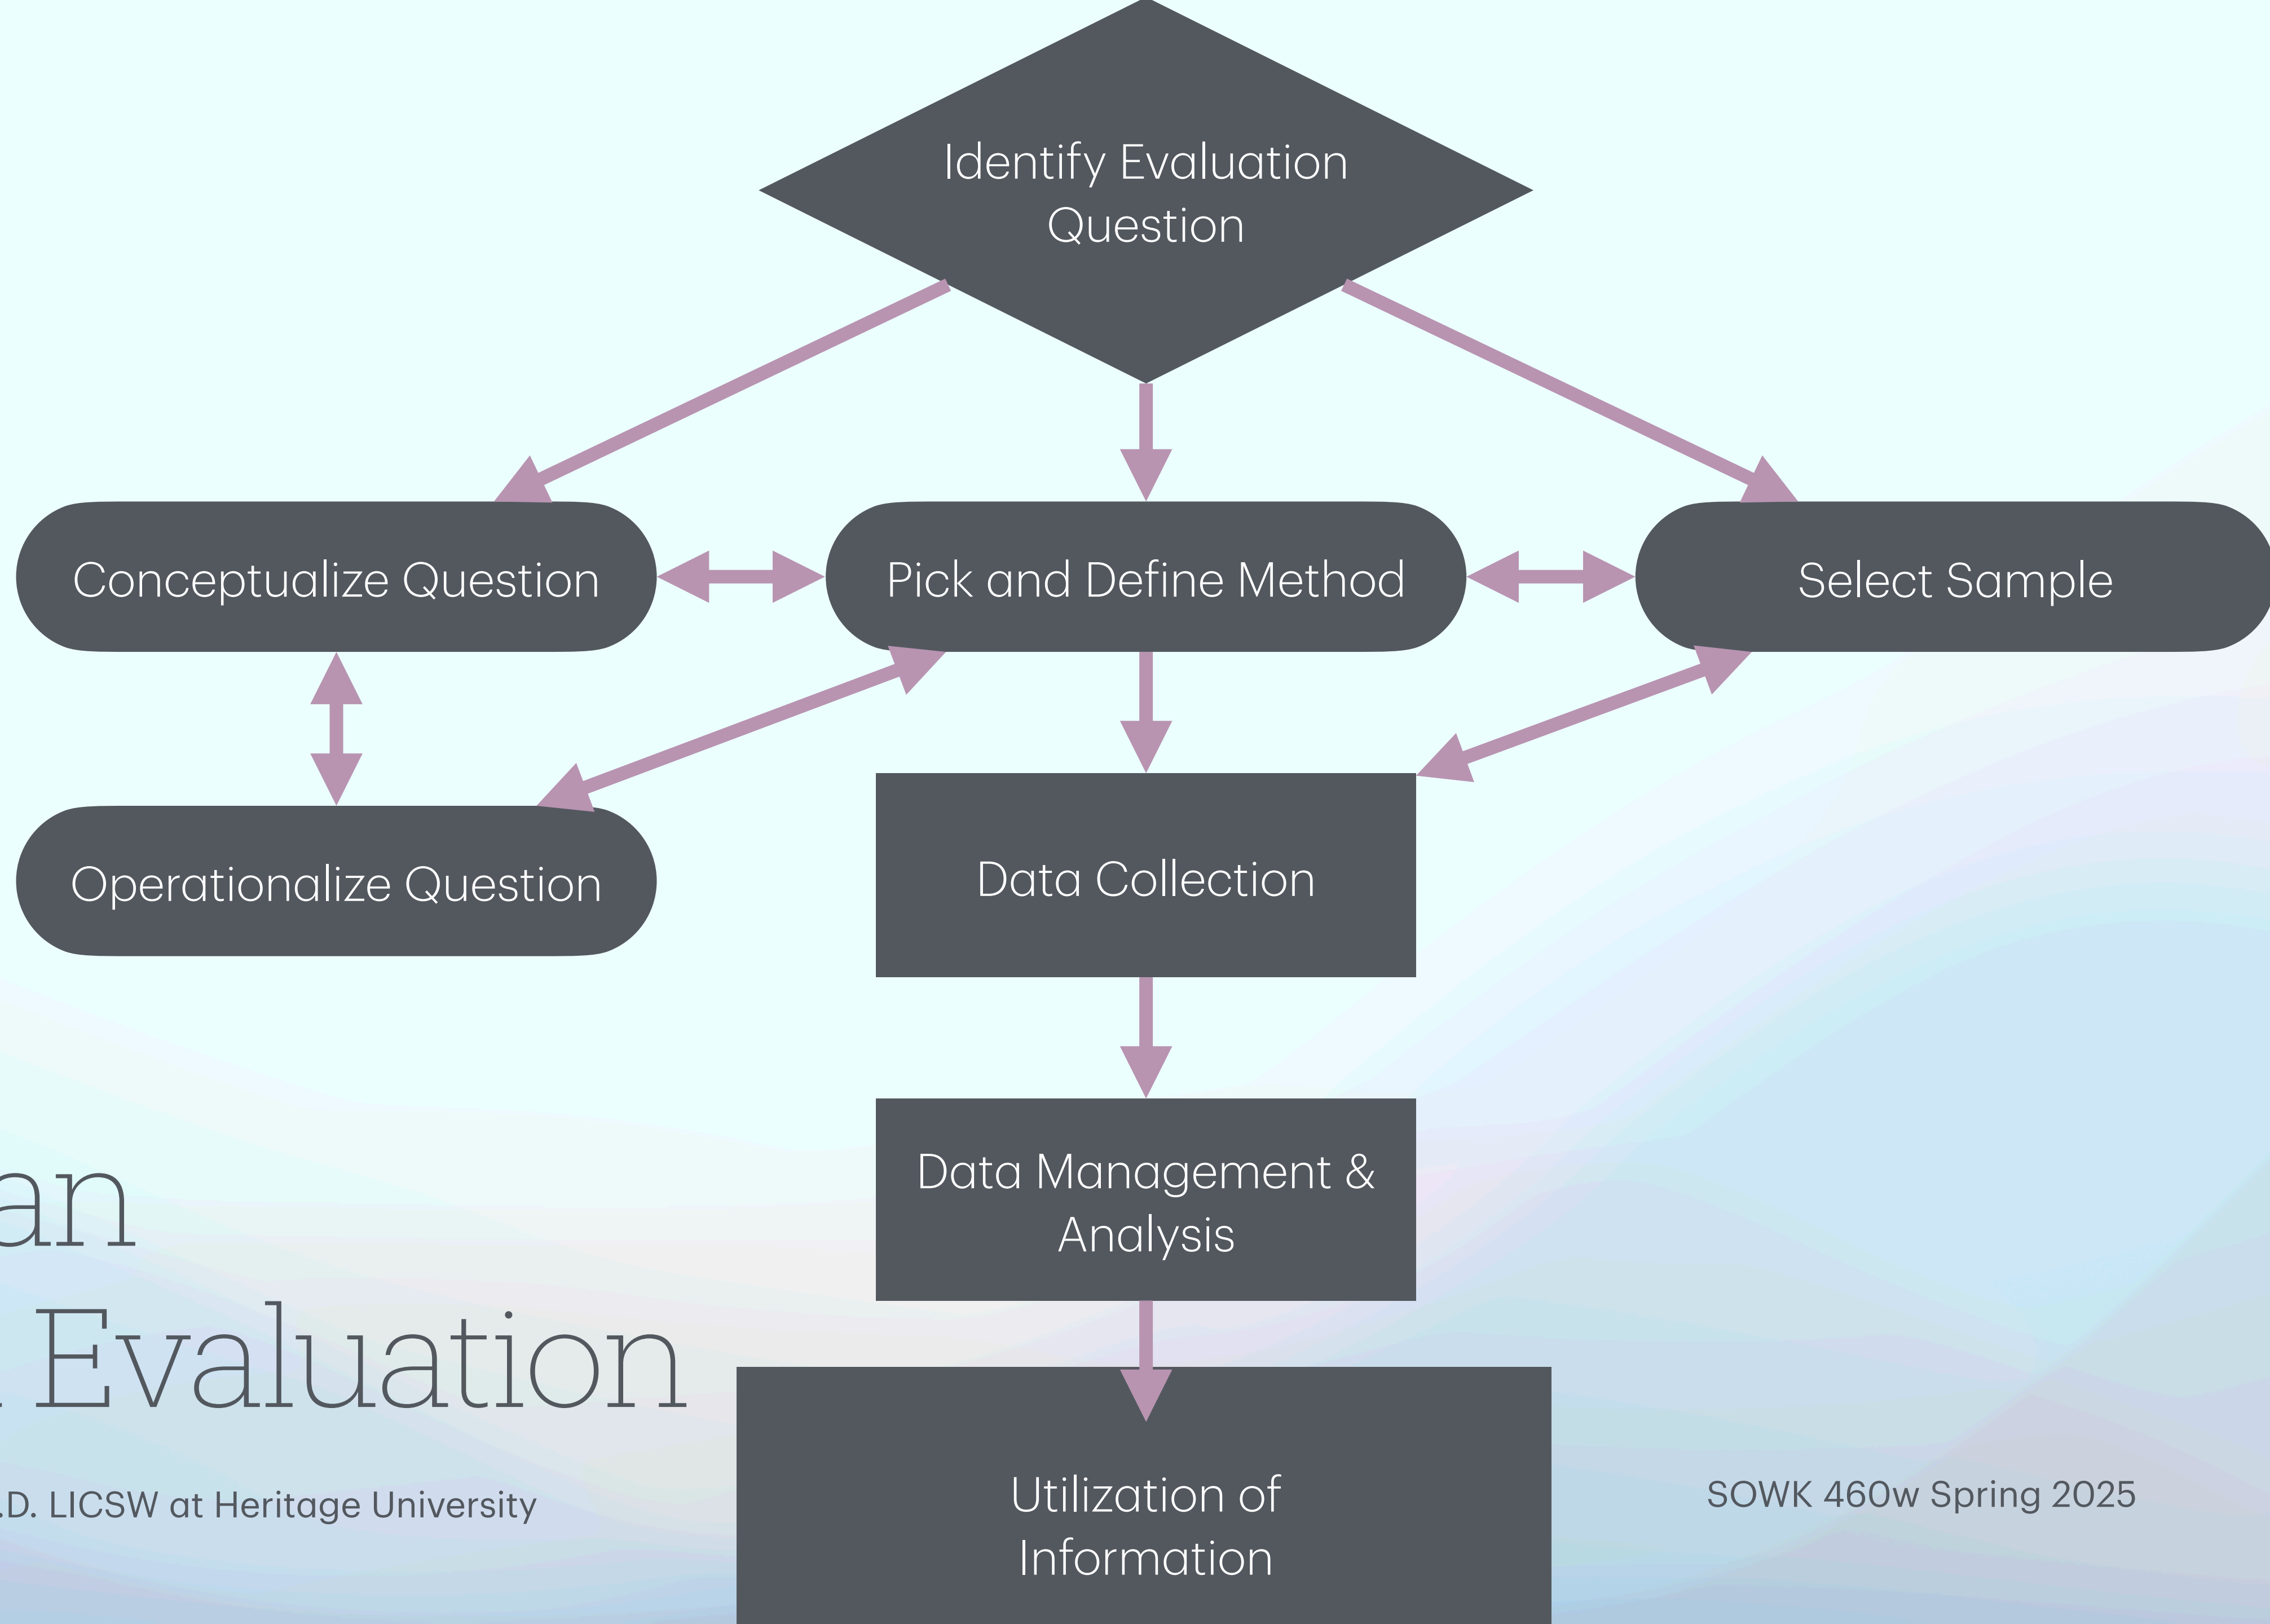 Identify Evaluation
Question
Conceptualize Question
Pick and Define Method
Select Sample
Operationalize Question
Data Collection
Data Management &
Analysis
an
Evaluation
.D. LICSW at Heritage University
Utilization of
Information
SOWK 460w Spring 2025